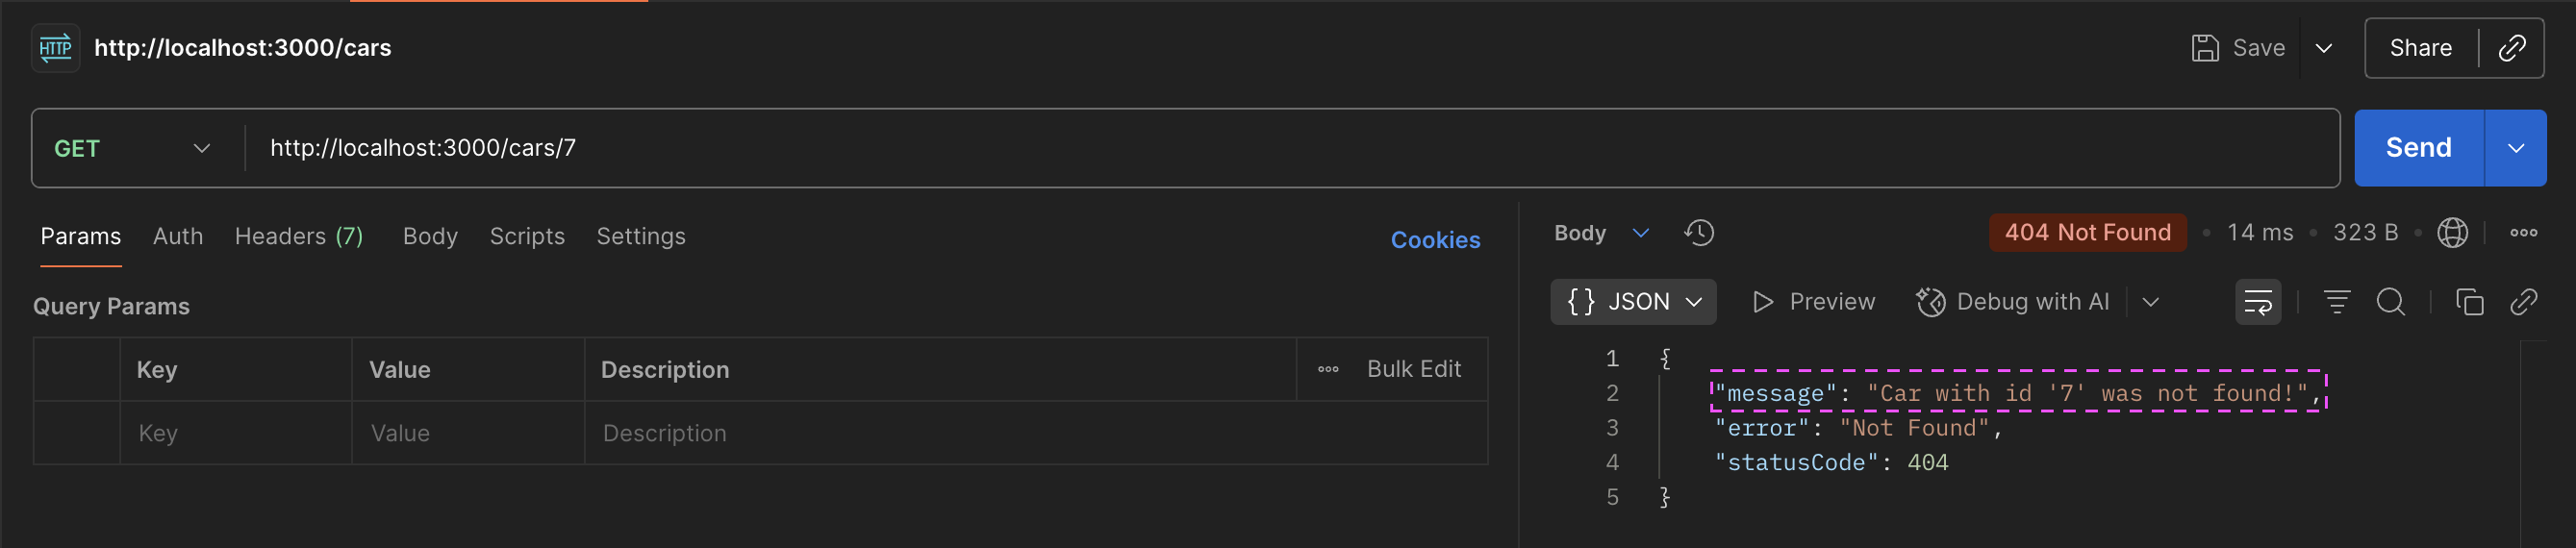 HTTP http://localhost:3000/cars Save Share
GET http://localhost:3000/cars/7 Send
Params Auth Headers (7) Body Scripts Settings Cookies
Query Params
Key Value Description Bulk Edit
Key Value Description
Body 404 Not Found • 14 ms • 323 B •
{ } JSON Preview Debug with AI
1 {
2 "message": "Car with id '7' was not found!",
3 "error": "Not Found",
4 "statusCode": 404
5 }